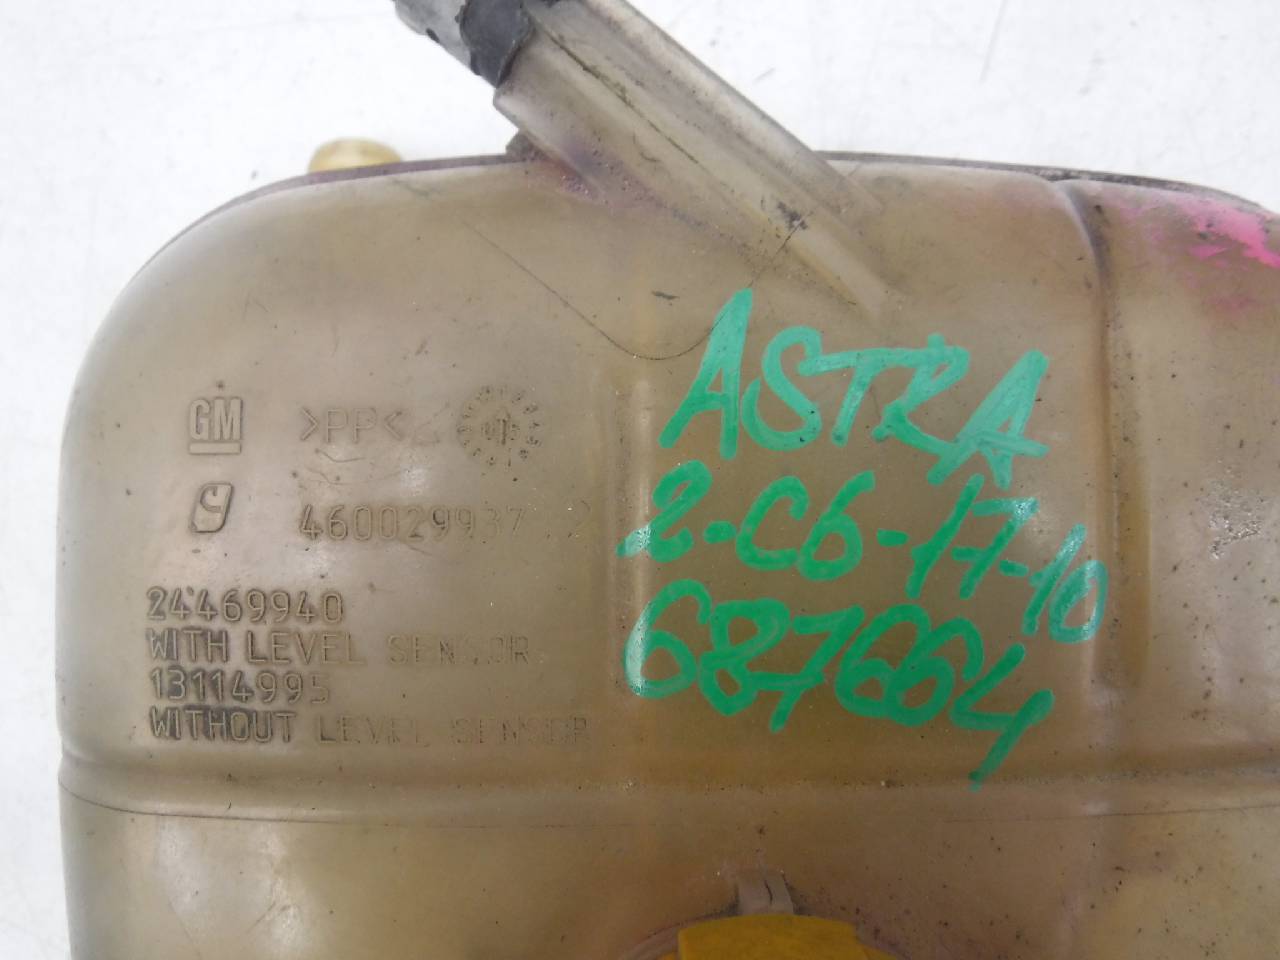 GM >PP<
460029937
24469940
WITH LEVEL SENSOR
13114995
WITHOUT LEVEL SENSOR
ASTRA
2-C6-17-10
687664